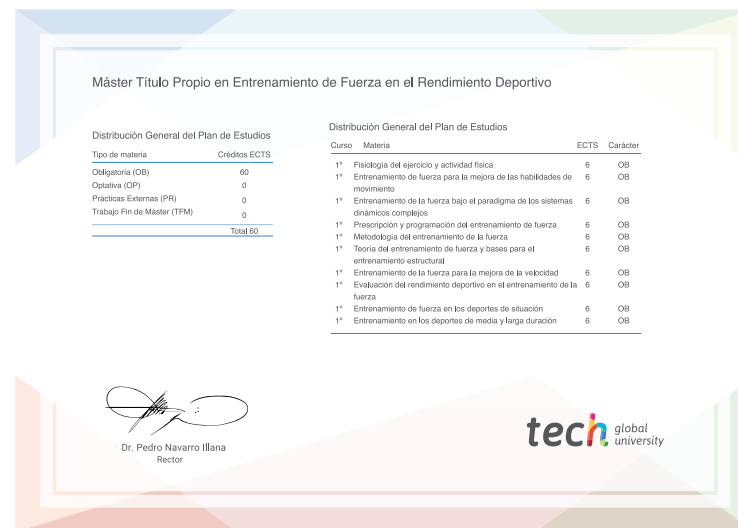 Máster Título Propio en Entrenamiento de Fuerza en el Rendimiento Deportivo
Distribución General del Plan de Estudios
Tipo de materia Créditos ECTS
Obligatoria (OB) 60
Optativa (OP) 0
Prácticas Externas (PR) 0
Trabajo Fin de Máster (TFM) 0
Total 60
Distribución General del Plan de Estudios
Curso Materia ECTS Carácter
1º Fisiología del ejercicio y actividad física 6 OB
1º Entrenamiento de fuerza para la mejora de las habilidades de 6 OB
movimiento
1º Entrenamiento de la fuerza bajo el paradigma de los sistemas 6 OB
dinámicos complejos
1º Prescripción y programación del entrenamiento de fuerza 6 OB
1º Metodología del entrenamiento de la fuerza 6 OB
1º Teoría del entrenamiento de fuerza y bases para el 6 OB
entrenamiento estructural
1º Entrenamiento de la fuerza para la mejora de la velocidad 6 OB
1º Evaluación del rendimiento deportivo en el entrenamiento de la 6 OB
fuerza
1º Entrenamiento de fuerza en los deportes de situación 6 OB
1º Entrenamiento en los deportes de media y larga duración 6 OB
Dr. Pedro Navarro Illana
Rector
tech global
university